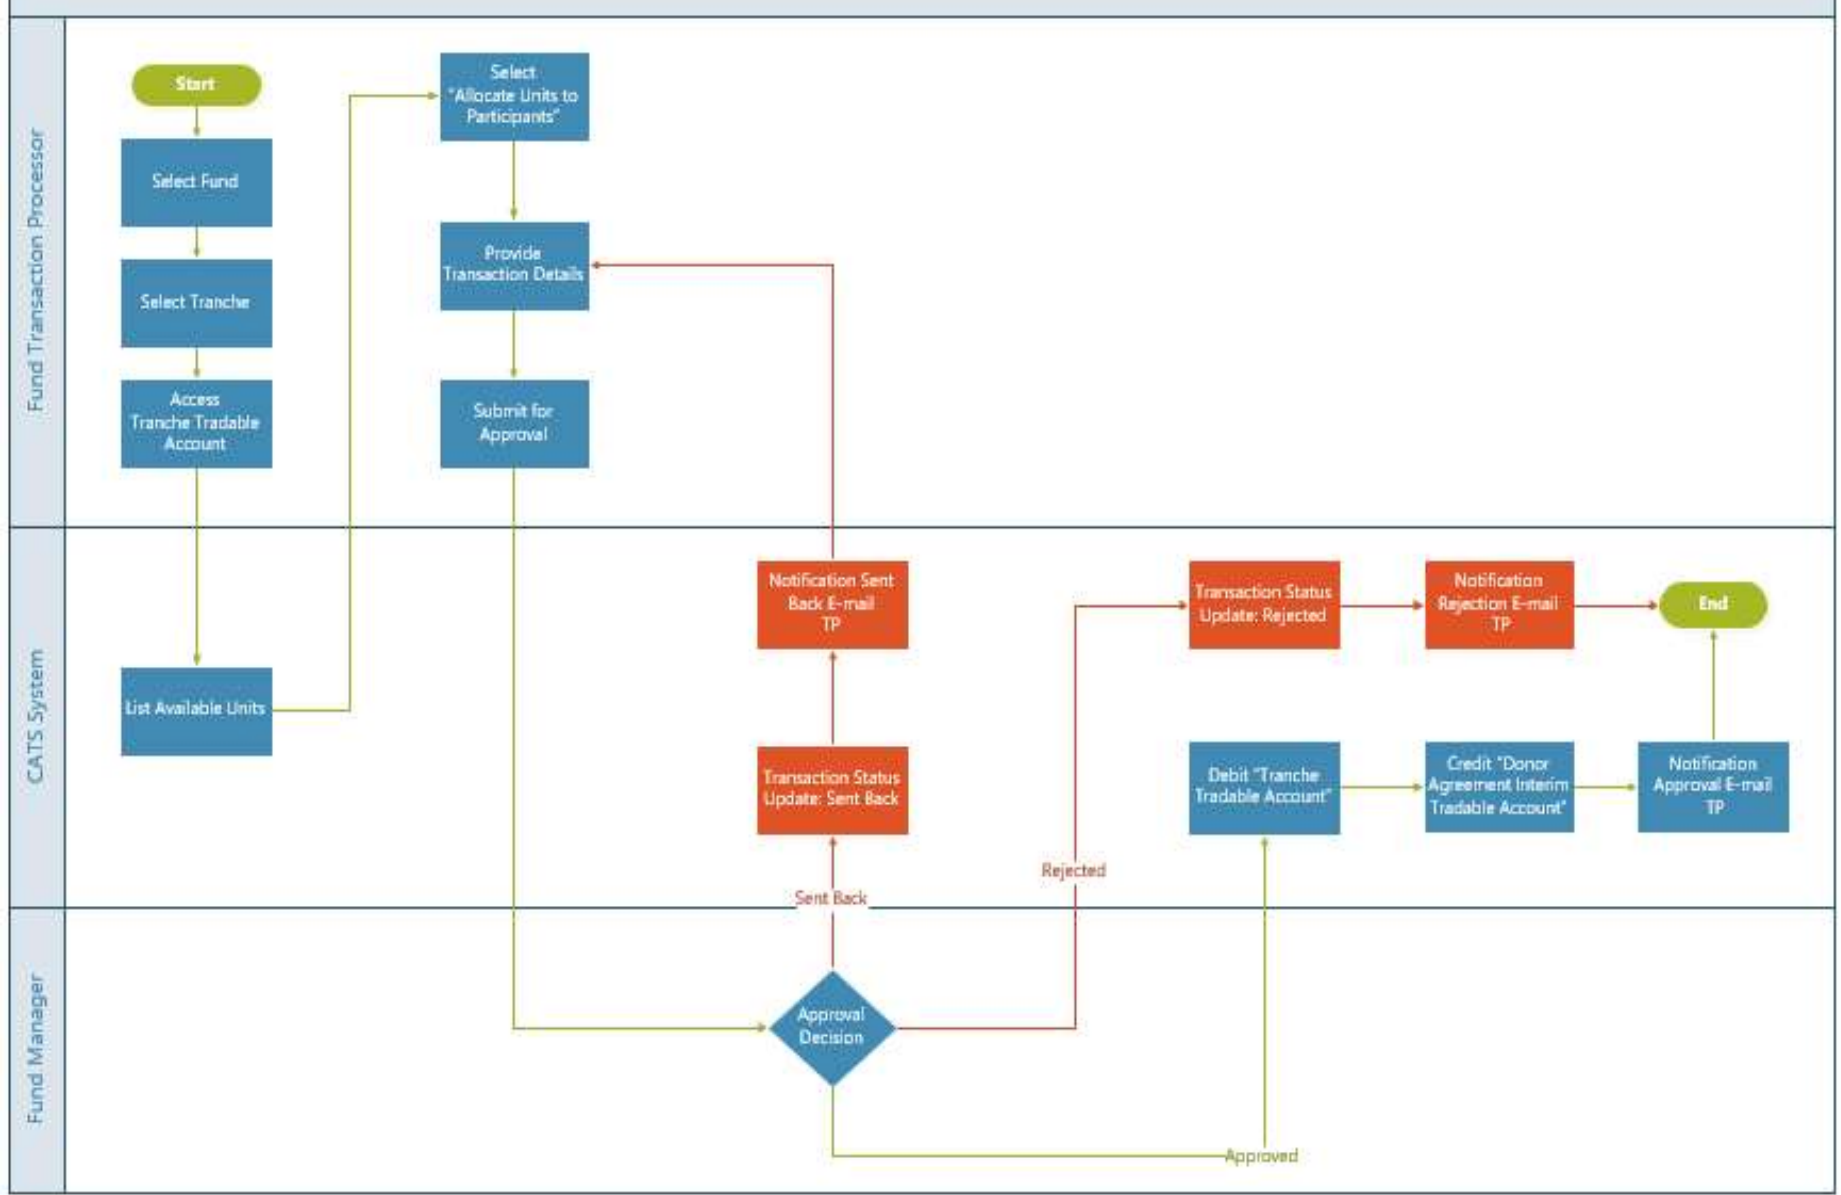 Fund Transaction Processor
Start
Select Fund
Select Tranche
Access
Tranche Tradable
Account
Select
"Allocate Units to
Participants"
Provide
Transaction Details
Submit for
Approval
CATS System
List Available Units
Notification Sent
Back E-mail
TP
Transaction Status
Update: Sent Back
Sent Back
Rejected
Transaction Status
Update: Rejected
Notification
Rejection E-mail
TP
End
Debit "Tranche
Tradable Account"
Credit "Donor
Agreement Interim
Tradable Account"
Notification
Approval E-mail
TP
Fund Manager
Approval
Decision
Approved